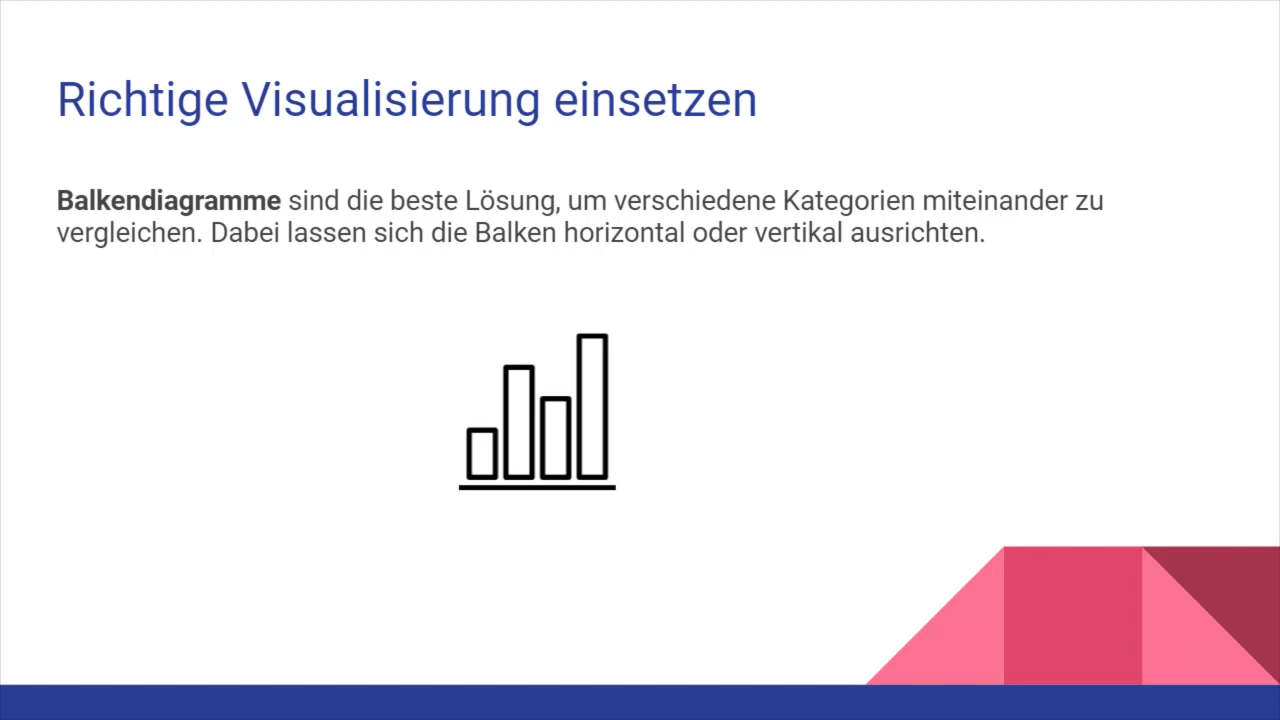 Richtige Visualisierung einsetzen
Balkendiagramme sind die beste Lösung, um verschiedene Kategorien miteinander zu
vergleichen. Dabei lassen sich die Balken horizontal oder vertikal ausrichten.